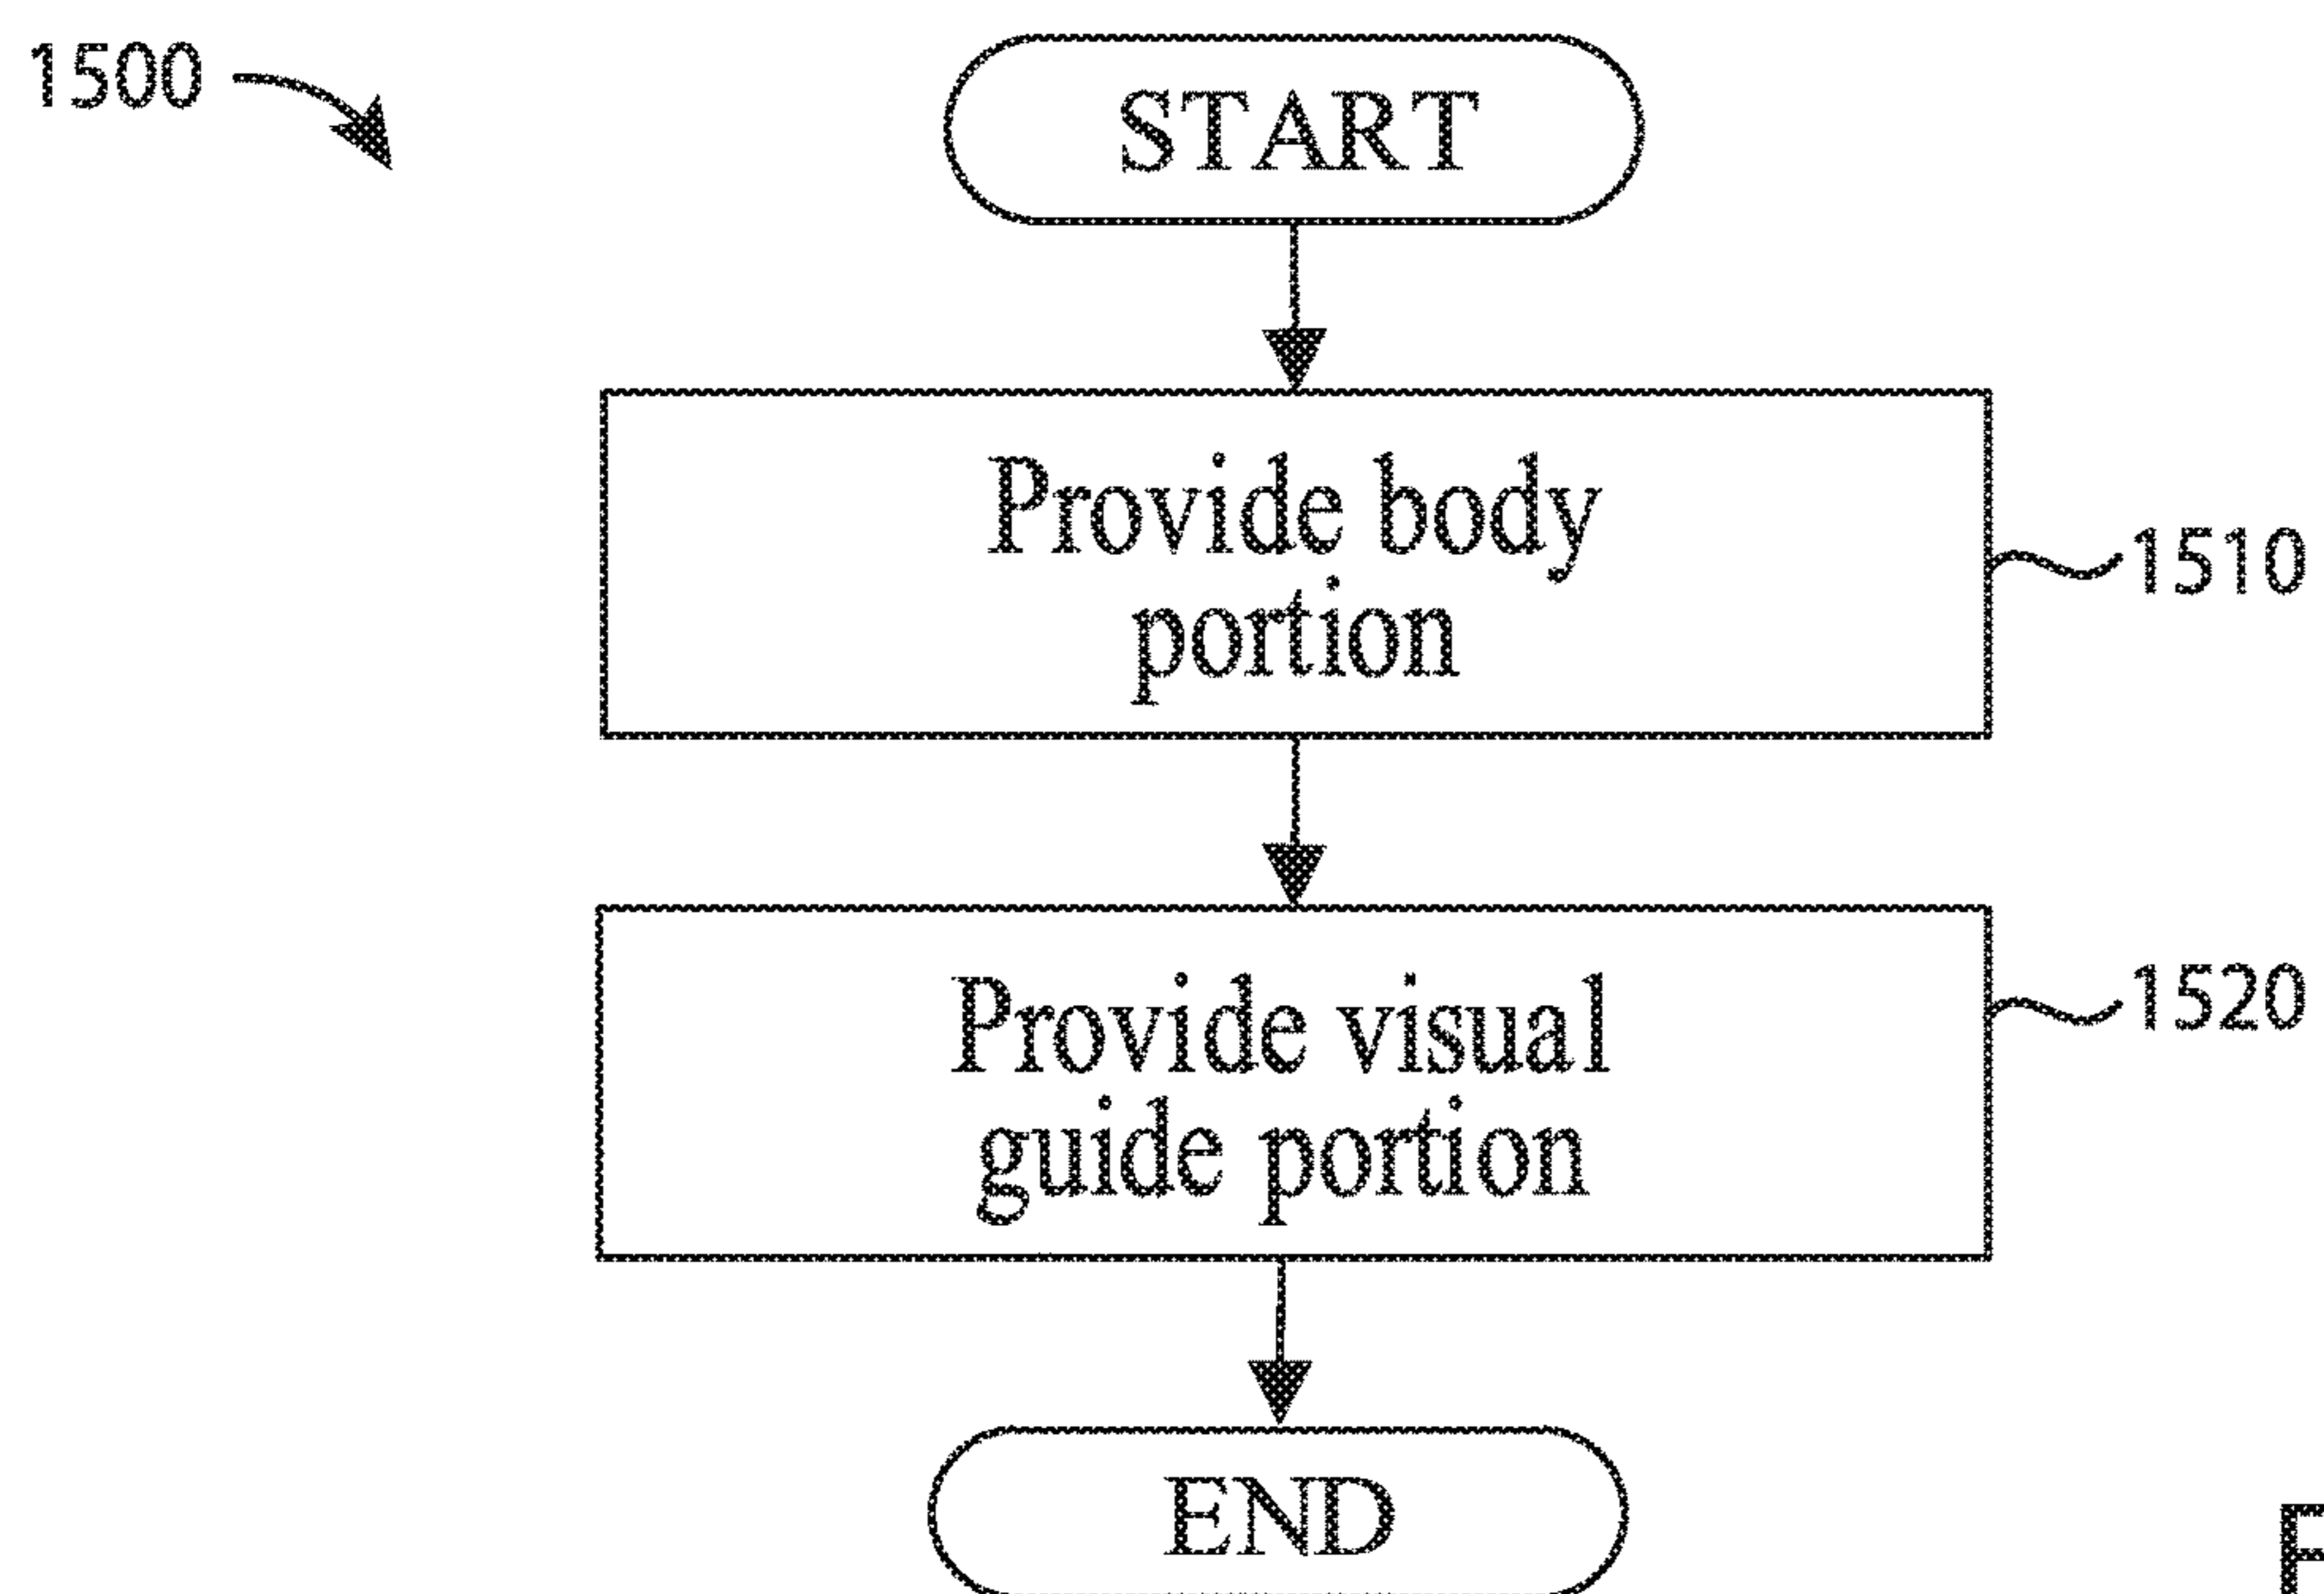 1500
START
Provide body
portion
1510
Provide visual
guide portion
1520
END